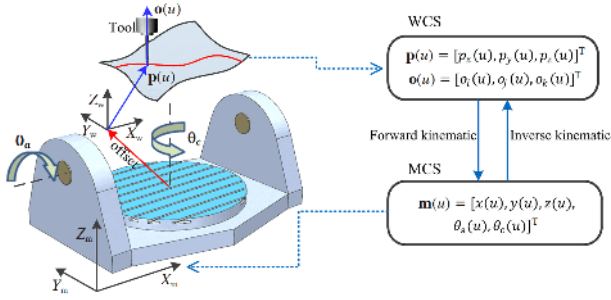 o(u)
Tool
p(u)
Z_w
Y_w
X_w
offset
θ_a
θ_c
Z_m
Y_m
X_m
WCS
p(u) = [p_x(u), p_y(u), p_z(u)]^T
o(u) = [o_i(u), o_j(u), o_k(u)]^T
Forward kinematic
Inverse kinematic
MCS
m(u) = [x(u), y(u), z(u),
θ_a(u), θ_c(u)]^T